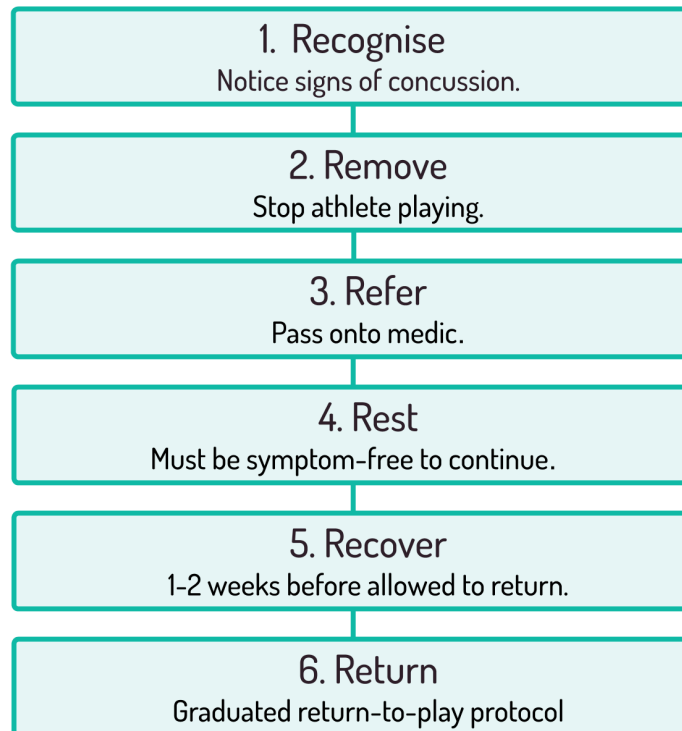 1. Recognise
Notice signs of concussion.
2. Remove
Stop athlete playing.
3. Refer
Pass onto medic.
4. Rest
Must be symptom-free to continue.
5. Recover
1-2 weeks before allowed to return.
6. Return
Graduated return-to-play protocol